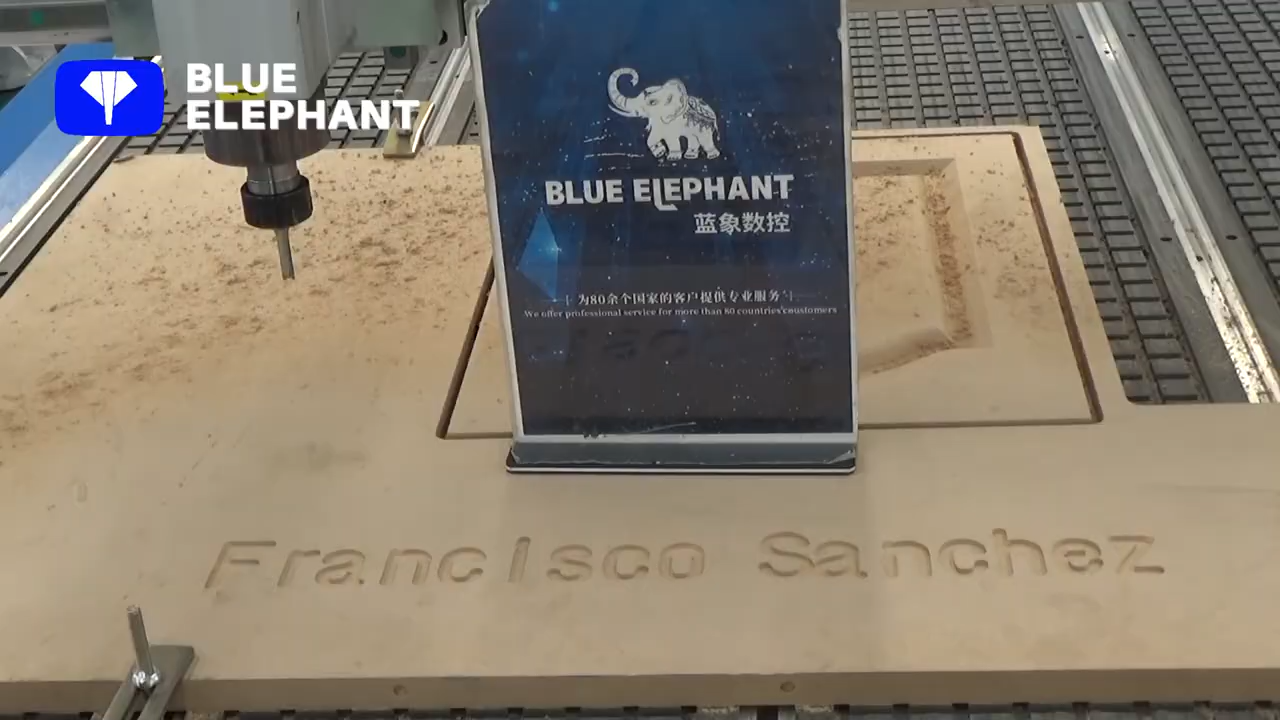 BLUE
ELEPHANT
BLUE ELEPHANT
蓝象数控
为80余个国家的客户提供专业服务
We offer professional service for more than 80 countries'coustomers
Francisco Sanchez